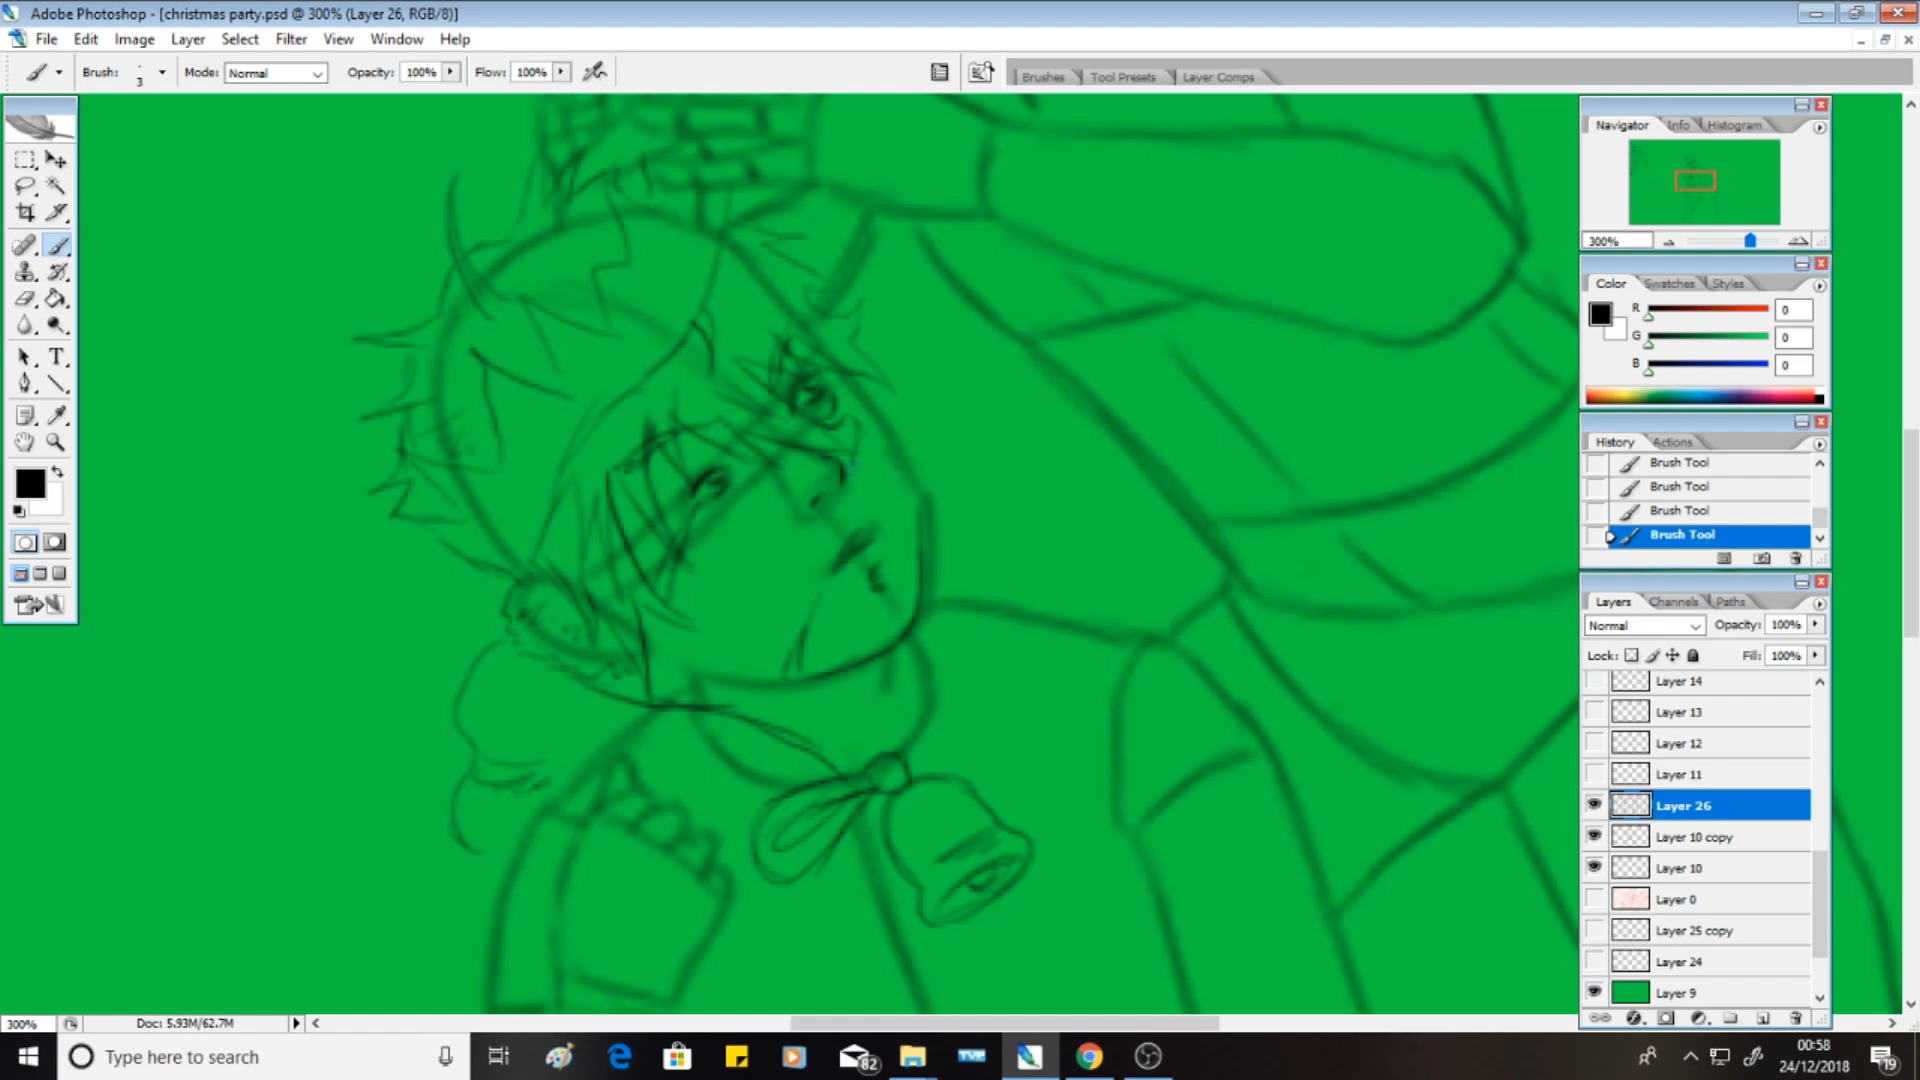 Adobe Photoshop - [christmas party.psd @ 300% (Layer 26, RGB/8)]
File Edit Image Layer Select Filter View Window Help
Brush: 3 Mode: Normal Opacity: 100% Flow: 100% Brushes Tool Presets Layer Comps
Navigator Info Histogram
300%
Color Swatches Styles
R 0
G 0
B 0
History Actions
Brush Tool
Brush Tool
Brush Tool
Brush Tool
Layers Channels Paths
Normal Opacity: 100%
Lock: Fill: 100%
Layer 14
Layer 13
Layer 12
Layer 11
Layer 26
Layer 10 copy
Layer 10
Layer 0
Layer 25 copy
Layer 24
Layer 9
300% Doc: 5.93M/62.7M
Type here to search
82
TVP
00:58
24/12/2018
19